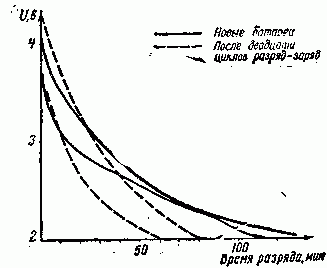 U,в
4
3
2
50
100
Новые батареи
После двадцати
циклов разряд-заряд
Время разряда, мин